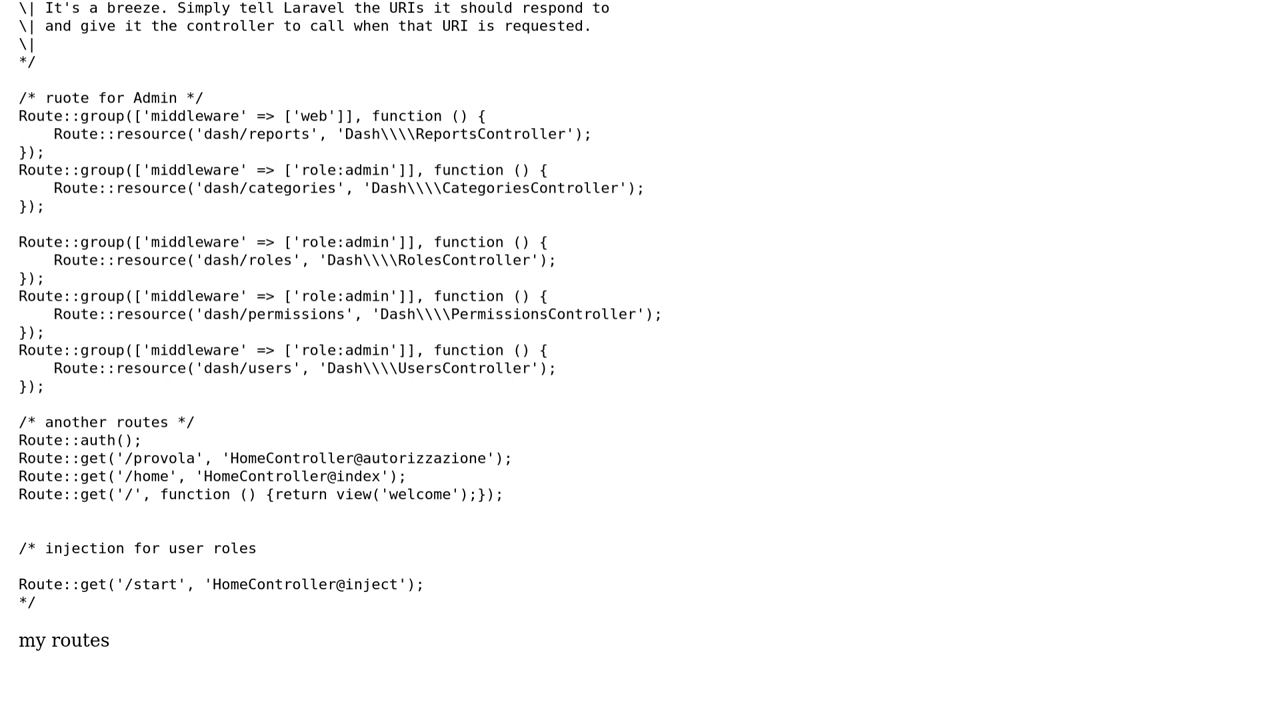 \| It's a breeze. Simply tell Laravel the URIs it should respond to
\| and give it the controller to call when that URI is requested.
\|
*/
/* ruote for Admin */
Route::group(['middleware' => ['web']], function () {
    Route::resource('dash/reports', 'Dash\\\\ReportsController');
});
Route::group(['middleware' => ['role:admin']], function () {
    Route::resource('dash/categories', 'Dash\\\\CategoriesController');
});
Route::group(['middleware' => ['role:admin']], function () {
    Route::resource('dash/roles', 'Dash\\\\RolesController');
});
Route::group(['middleware' => ['role:admin']], function () {
    Route::resource('dash/permissions', 'Dash\\\\PermissionsController');
});
Route::group(['middleware' => ['role:admin']], function () {
    Route::resource('dash/users', 'Dash\\\\UsersController');
});
/* another routes */
Route::auth();
Route::get('/provola', 'HomeController@autorizzazione');
Route::get('/home', 'HomeController@index');
Route::get('/', function () {return view('welcome');});
/* injection for user roles
Route::get('/start', 'HomeController@inject');
*/
my routes